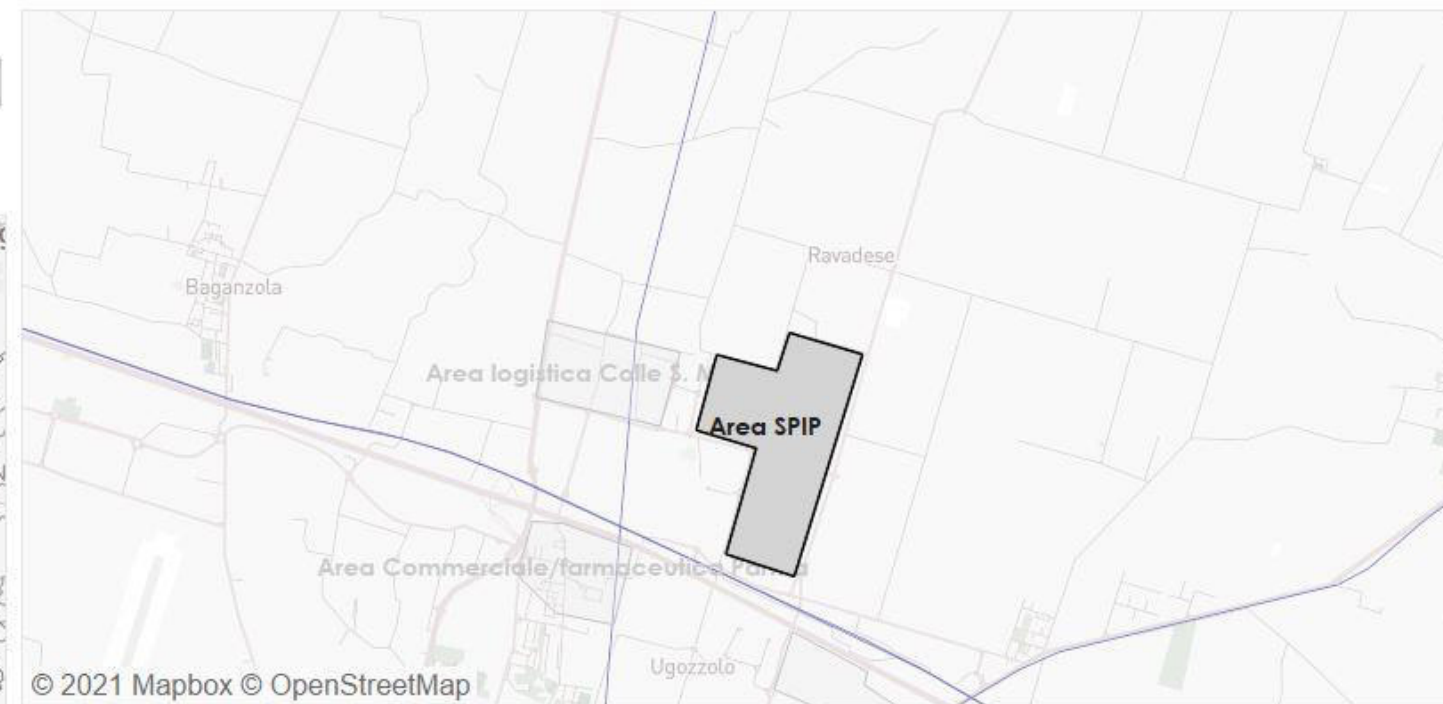 Ravadese
Baganzola
Area logistica Colle S. M
Area SPIP
Area Commerciale/farmaceutica Parma
Ugozzolo
© 2021 Mapbox © OpenStreetMap